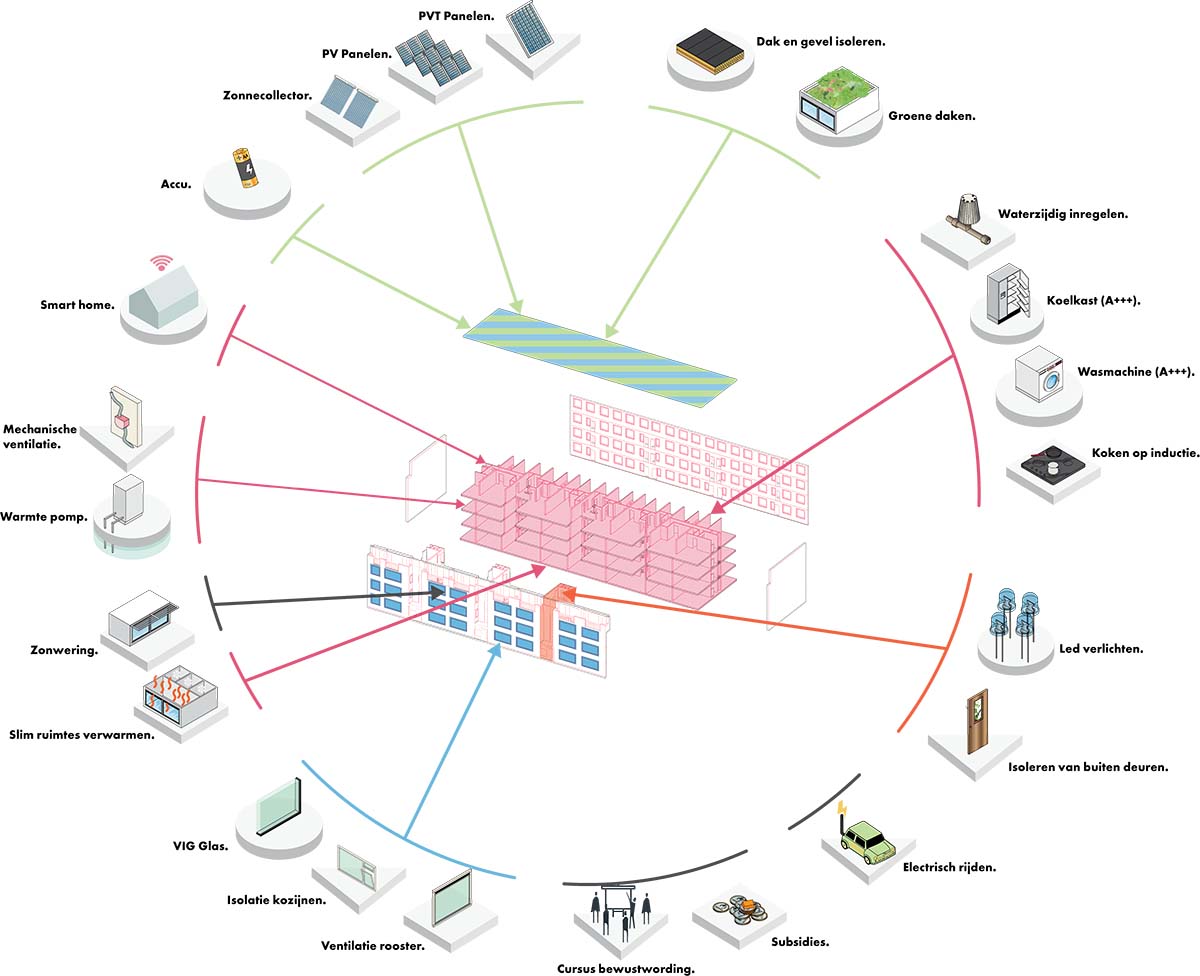 PVT Panelen.
PV Panelen.
Zonnecollector.
Accu.
Smart home.
Mechanische
ventilatie.
Warmte pomp.
Zonwering.
Slim ruimtes verwarmen.
VIG Glas.
Isolatie kozijnen.
Ventilatie rooster.
Cursus bewustwording.
Subsidies.
Electrisch rijden.
Isoleren van buiten deuren.
Led verlichten.
Koken op inductie.
Wasmachine (A+++).
Koelkast (A+++).
Waterzijdig inregelen.
Groene daken.
Dak en gevel isoleren.